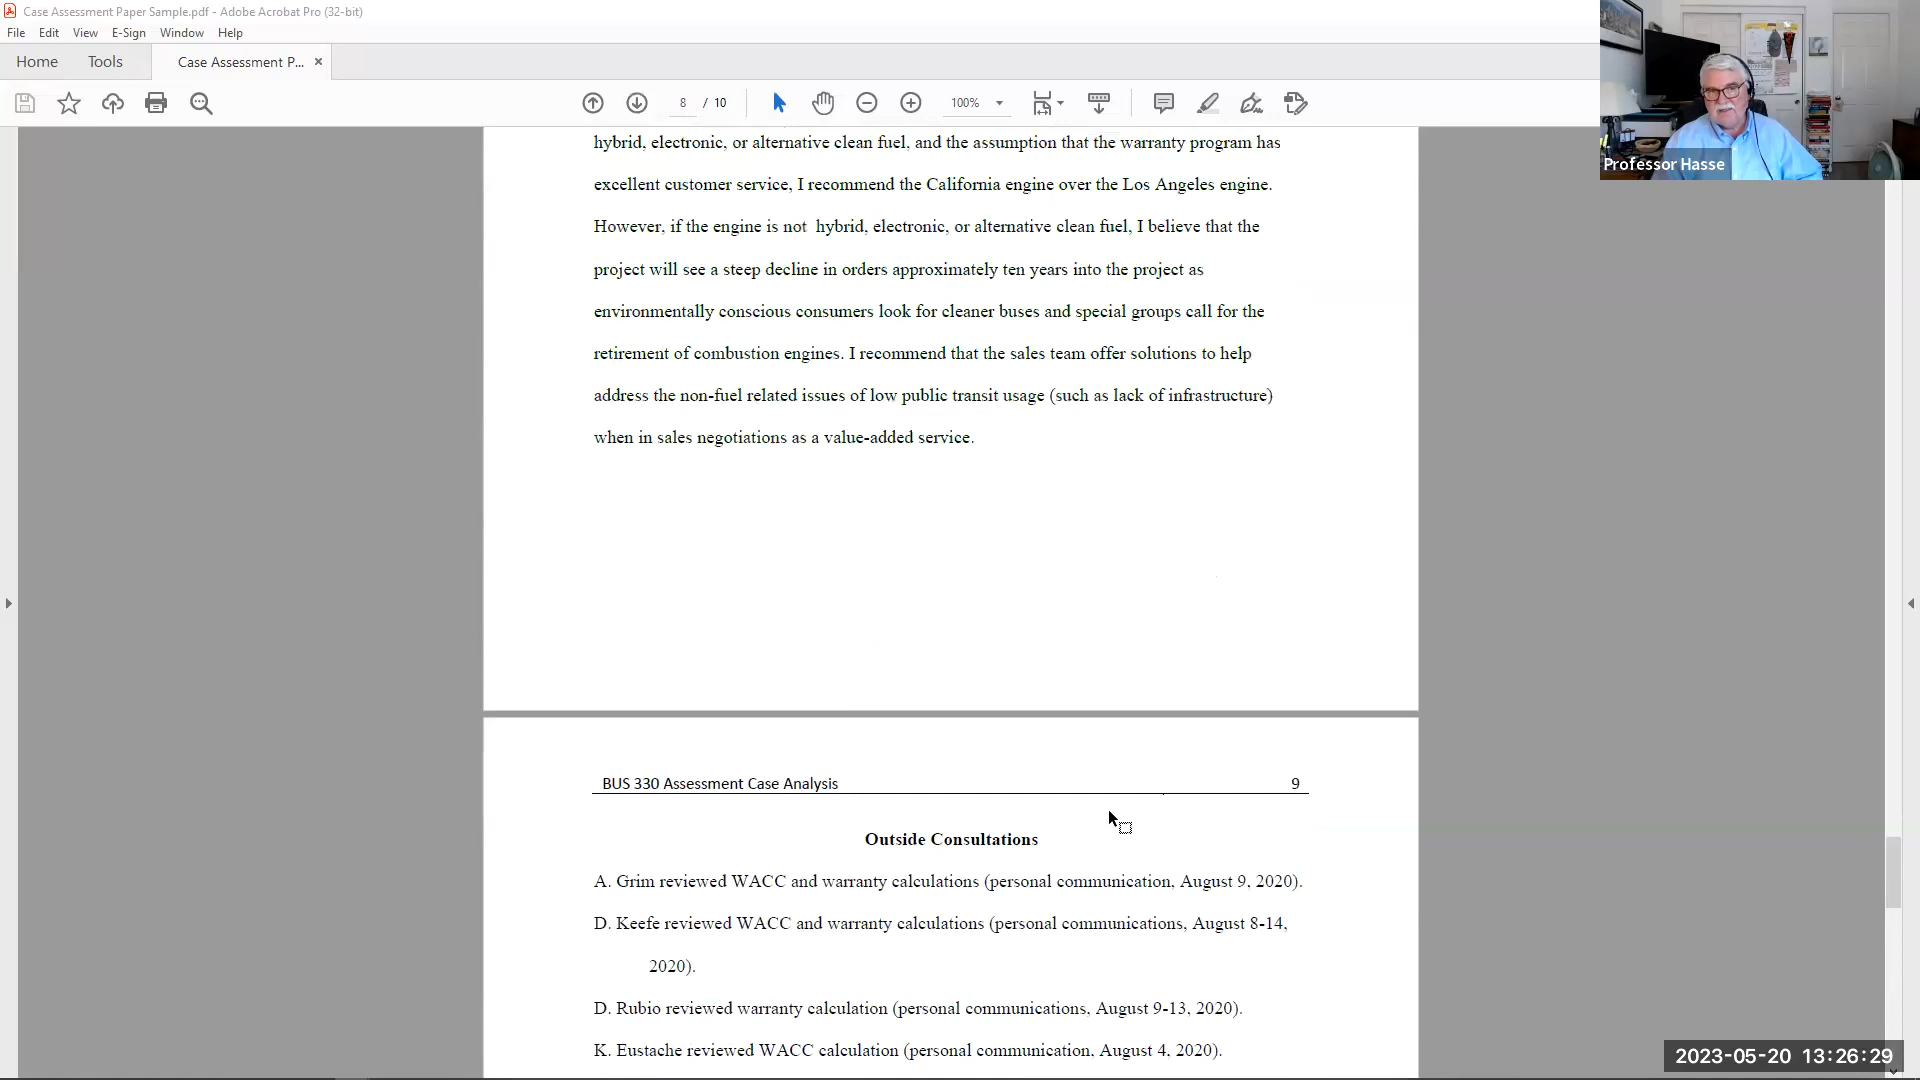 Case Assessment Paper Sample.pdf - Adobe Acrobat Pro (32-bit)
File Edit View E-Sign Window Help
Home Tools Case Assessment P... ×
8 / 10 100%
Professor Hasse
hybrid, electronic, or alternative clean fuel, and the assumption that the warranty program has
excellent customer service, I recommend the California engine over the Los Angeles engine.
However, if the engine is not hybrid, electronic, or alternative clean fuel, I believe that the
project will see a steep decline in orders approximately ten years into the project as
environmentally conscious consumers look for cleaner buses and special groups call for the
retirement of combustion engines. I recommend that the sales team offer solutions to help
address the non-fuel related issues of low public transit usage (such as lack of infrastructure)
when in sales negotiations as a value-added service.
BUS 330 Assessment Case Analysis 9
Outside Consultations
A. Grim reviewed WACC and warranty calculations (personal communication, August 9, 2020).
D. Keefe reviewed WACC and warranty calculations (personal communications, August 8-14,
2020).
D. Rubio reviewed warranty calculation (personal communications, August 9-13, 2020).
K. Eustache reviewed WACC calculation (personal communication, August 4, 2020).
2023-05-20 13:26:29